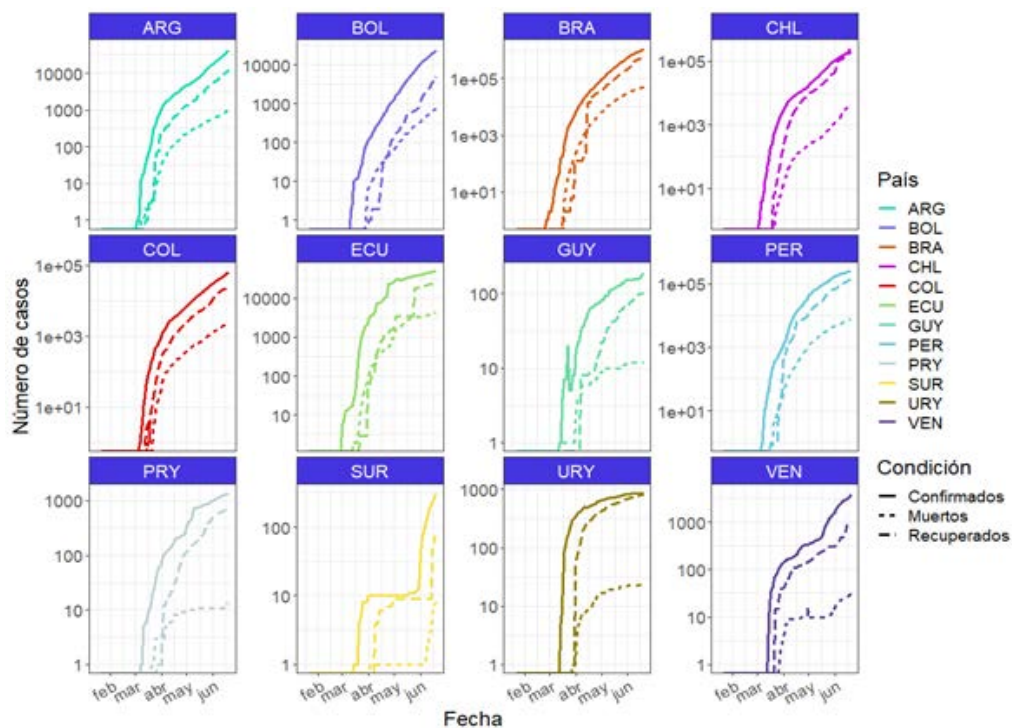 ARG BOL BRA CHL
10000
1000
100
10
1
10000
1000
100
10
1
1e+05
1e+03
1e+01
1e+05
1e+03
1e+01
COL ECU GUY PER
1e+05
1e+03
1e+01
10000
1000
100
10
100
10
1
1e+05
1e+03
1e+01
PRY SUR URY VEN
1000
100
10
1
100
10
1
1000
100
10
1
1000
100
10
1
feb mar abr may jun
feb mar abr may jun
feb mar abr may jun
feb mar abr may jun
Número de casos
Fecha
País
ARG
BOL
BRA
CHL
COL
ECU
GUY
PER
PRY
SUR
URY
VEN
Condición
Confirmados
Muertos
Recuperados